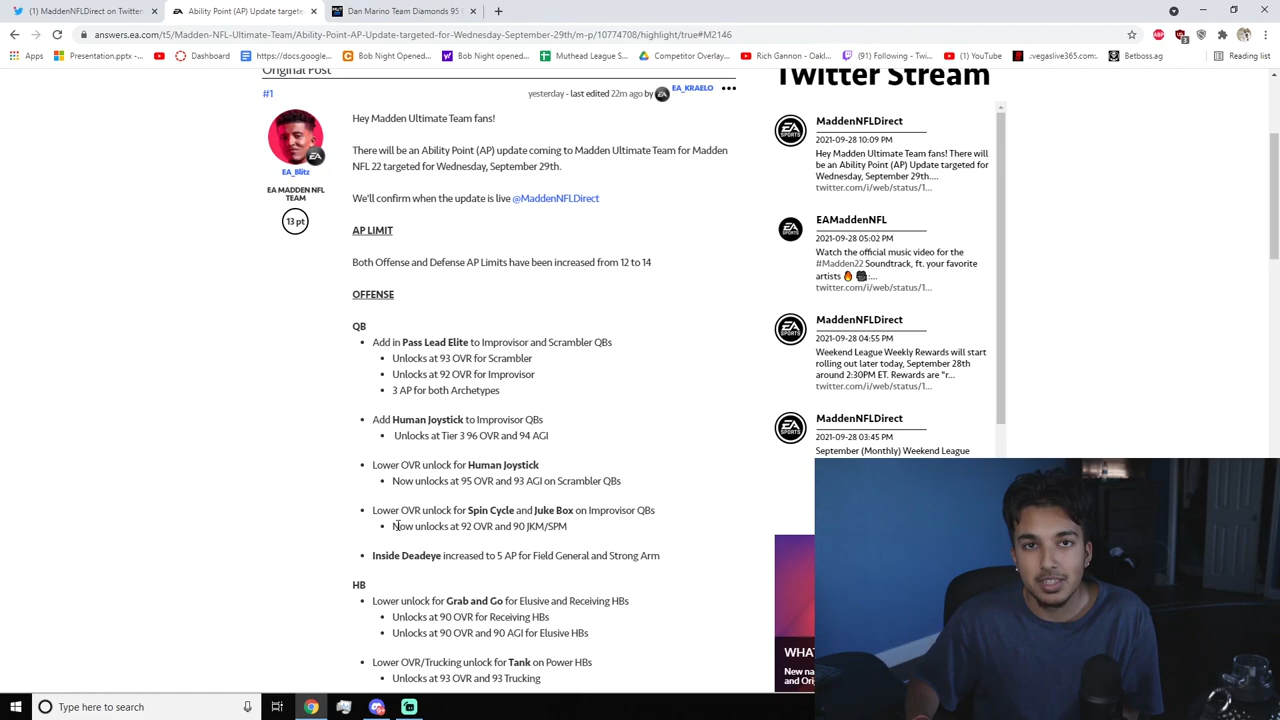 (1) MaddenNFLDirect on Twitter
Ability Point (AP) Update targete
Dan Marino Team Diamonds 95
answers.ea.com/t5/Madden-NFL-Ultimate-Team/Ability-Point-AP-Update-targeted-for-Wednesday-September-29th/m-p/10774708/highlight/true#M2146
Apps
Presentation.pptx -...
Dashboard
https://docs.google...
Bob Night Opened...
Bob Night Opened...
Muthead League S...
Competitor Overlay...
Rich Gannon - Oakl...
(91) Following - Twi...
(1) YouTube
.:vegaslive365.com:.
Betboss.ag
Reading list
Original Post
#1
yesterday - last edited 22m ago by EA_KRAELO
EA_Blitz
EA MADDEN NFL
TEAM
13 pt
Hey Madden Ultimate Team fans!
There will be an Ability Point (AP) update coming to Madden Ultimate Team for Madden
NFL 22 targeted for Wednesday, September 29th.
We'll confirm when the update is live @MaddenNFLDirect
AP LIMIT
Both Offense and Defense AP Limits have been increased from 12 to 14
OFFENSE
QB
Add in Pass Lead Elite to Improvisor and Scrambler QBs
Unlocks at 93 OVR for Scrambler
Unlocks at 92 OVR for Improvisor
3 AP for both Archetypes
Add Human Joystick to Improvisor QBs
Unlocks at Tier 3 96 OVR and 94 AGI
Lower OVR unlock for Human Joystick
Now unlocks at 95 OVR and 93 AGI on Scrambler QBs
Lower OVR unlock for Spin Cycle and Juke Box on Improvisor QBs
Now unlocks at 92 OVR and 90 JKM/SPM
Inside Deadeye increased to 5 AP for Field General and Strong Arm
HB
Lower unlock for Grab and Go for Elusive and Receiving HBs
Unlocks at 90 OVR for Receiving HBs
Unlocks at 90 OVR and 90 AGI for Elusive HBs
Lower OVR/Trucking unlock for Tank on Power HBs
Unlocks at 93 OVR and 93 Trucking
Twitter Stream
MaddenNFLDirect
2021-09-28 10:09 PM
Hey Madden Ultimate Team fans! There will
be an Ability Point (AP) Update targeted for
Wednesday, September 29th....
twitter.com/i/web/status/1...
EAMaddenNFL
2021-09-28 05:02 PM
Watch the official music video for the
#Madden22 Soundtrack, ft. your favorite
artists 🔥 :...
twitter.com/i/web/status/1...
MaddenNFLDirect
2021-09-28 04:55 PM
Weekend League Weekly Rewards will start
rolling out later today, September 28th
around 2:30PM ET. Rewards are "r...
twitter.com/i/web/status/1...
MaddenNFLDirect
2021-09-28 03:45 PM
September (Monthly) Weekend League
WHA
New na
and Ori
Type here to search